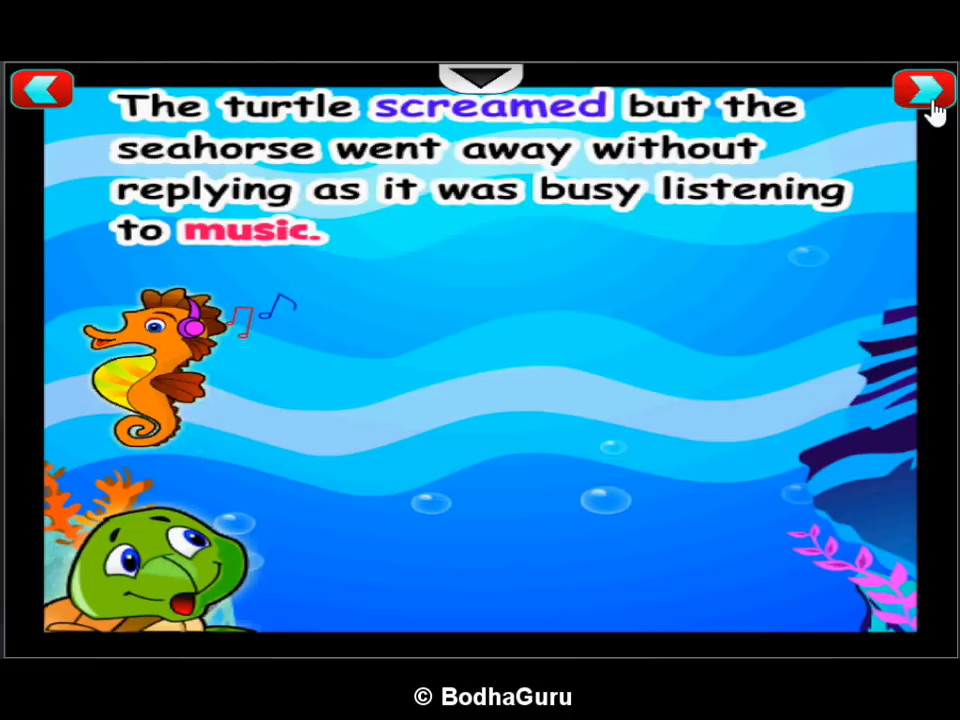 The turtle screamed but the
seahorse went away without
replying as it was busy listening
to music.
© BodhaGuru